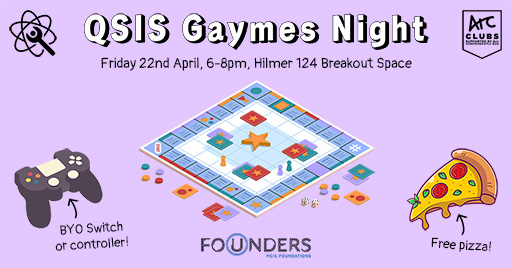 QSIS Gaymes Night
Arc
CLUBS
Friday 22nd April, 6-8pm, Hilmer 124 Breakout Space
BYO Switch
or controller!
Free pizza!
FOUNDERS